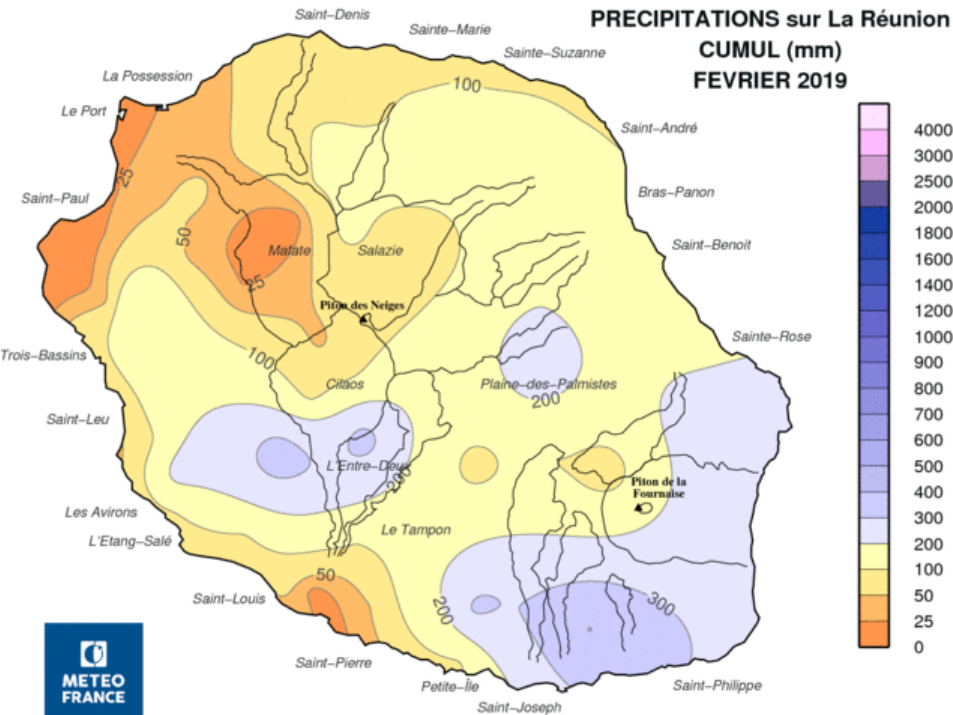 PRECIPITATIONS sur La Réunion
CUMUL (mm)
FEVRIER 2019
Saint–Denis
Sainte–Marie
Sainte–Suzanne
La Possession
Le Port
100
Saint–André
25
Saint–Paul
Bras–Panon
50
Mafate
Salazie
Saint–Benoit
25
Piton des Neiges
Sainte–Rose
Trois–Bassins
100
Cilaos
Plaine–des–Palmistes
200
Saint–Leu
L'Entre–Deux
200
Piton de la
Fournaise
Les Avirons
L'Etang–Salé
Le Tampon
50
Saint–Louis
200
300
Saint–Pierre
Petite–Île
Saint–Joseph
Saint–Philippe
4000
3000
2500
2000
1800
1600
1400
1200
1000
900
800
700
600
500
400
300
200
100
50
25
0
METEO
FRANCE